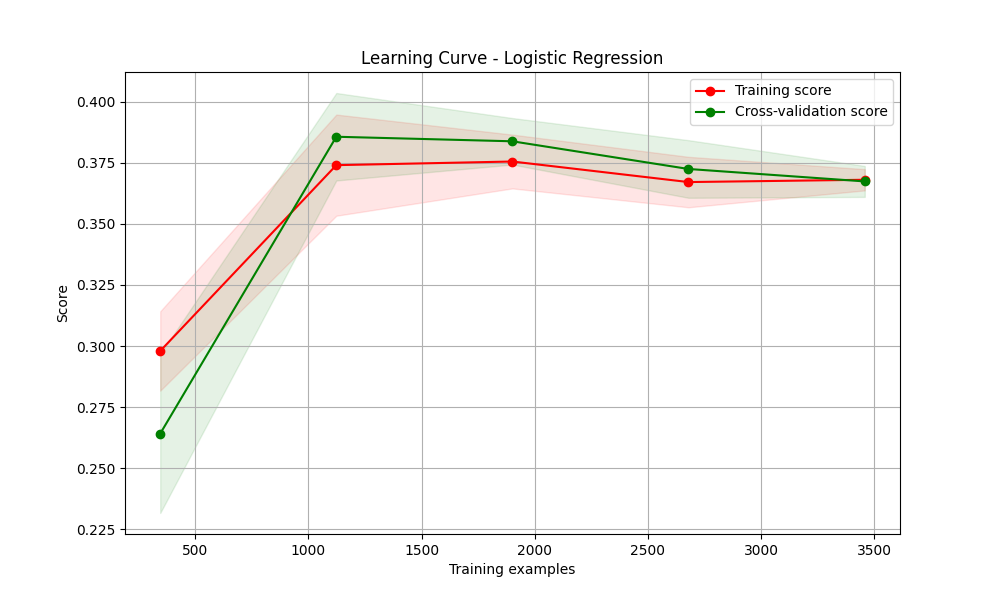 Learning Curve - Logistic Regression
Training score
Cross-validation score
0.400
0.375
0.350
0.325
0.300
0.275
0.250
0.225
Score
500 1000 1500 2000 2500 3000 3500
Training examples